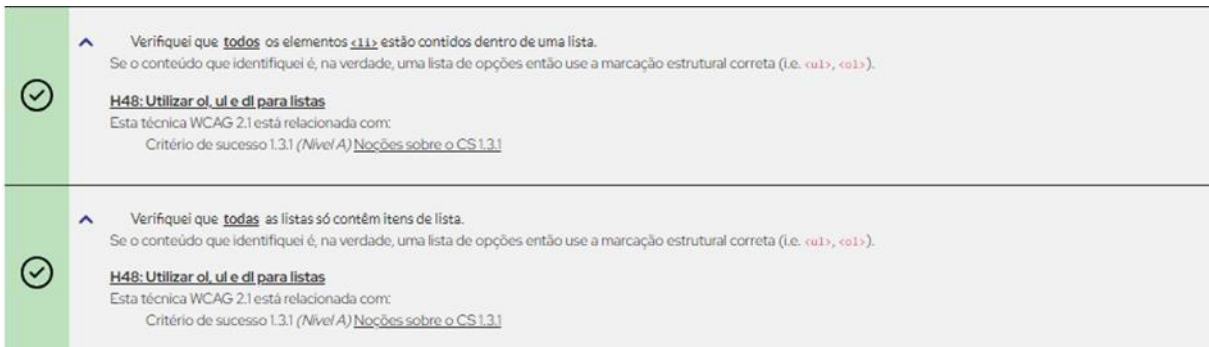 Verifiquei que todos os elementos <li> estão contidos dentro de uma lista.
Se o conteúdo que identifiquei é, na verdade, uma lista de opções então use a marcação estrutural correta (i.e. <ul>, <ol>).
H48: Utilizar ol, ul e dl para listas
Esta técnica WCAG 2.1 está relacionada com:
Critério de sucesso 1.3.1 (Nível A) Noções sobre o CS 1.3.1
Verifiquei que todas as listas só contêm itens de lista.
Se o conteúdo que identifiquei é, na verdade, uma lista de opções então use a marcação estrutural correta (i.e. <ul>, <ol>).
H48: Utilizar ol, ul e dl para listas
Esta técnica WCAG 2.1 está relacionada com:
Critério de sucesso 1.3.1 (Nível A) Noções sobre o CS 1.3.1